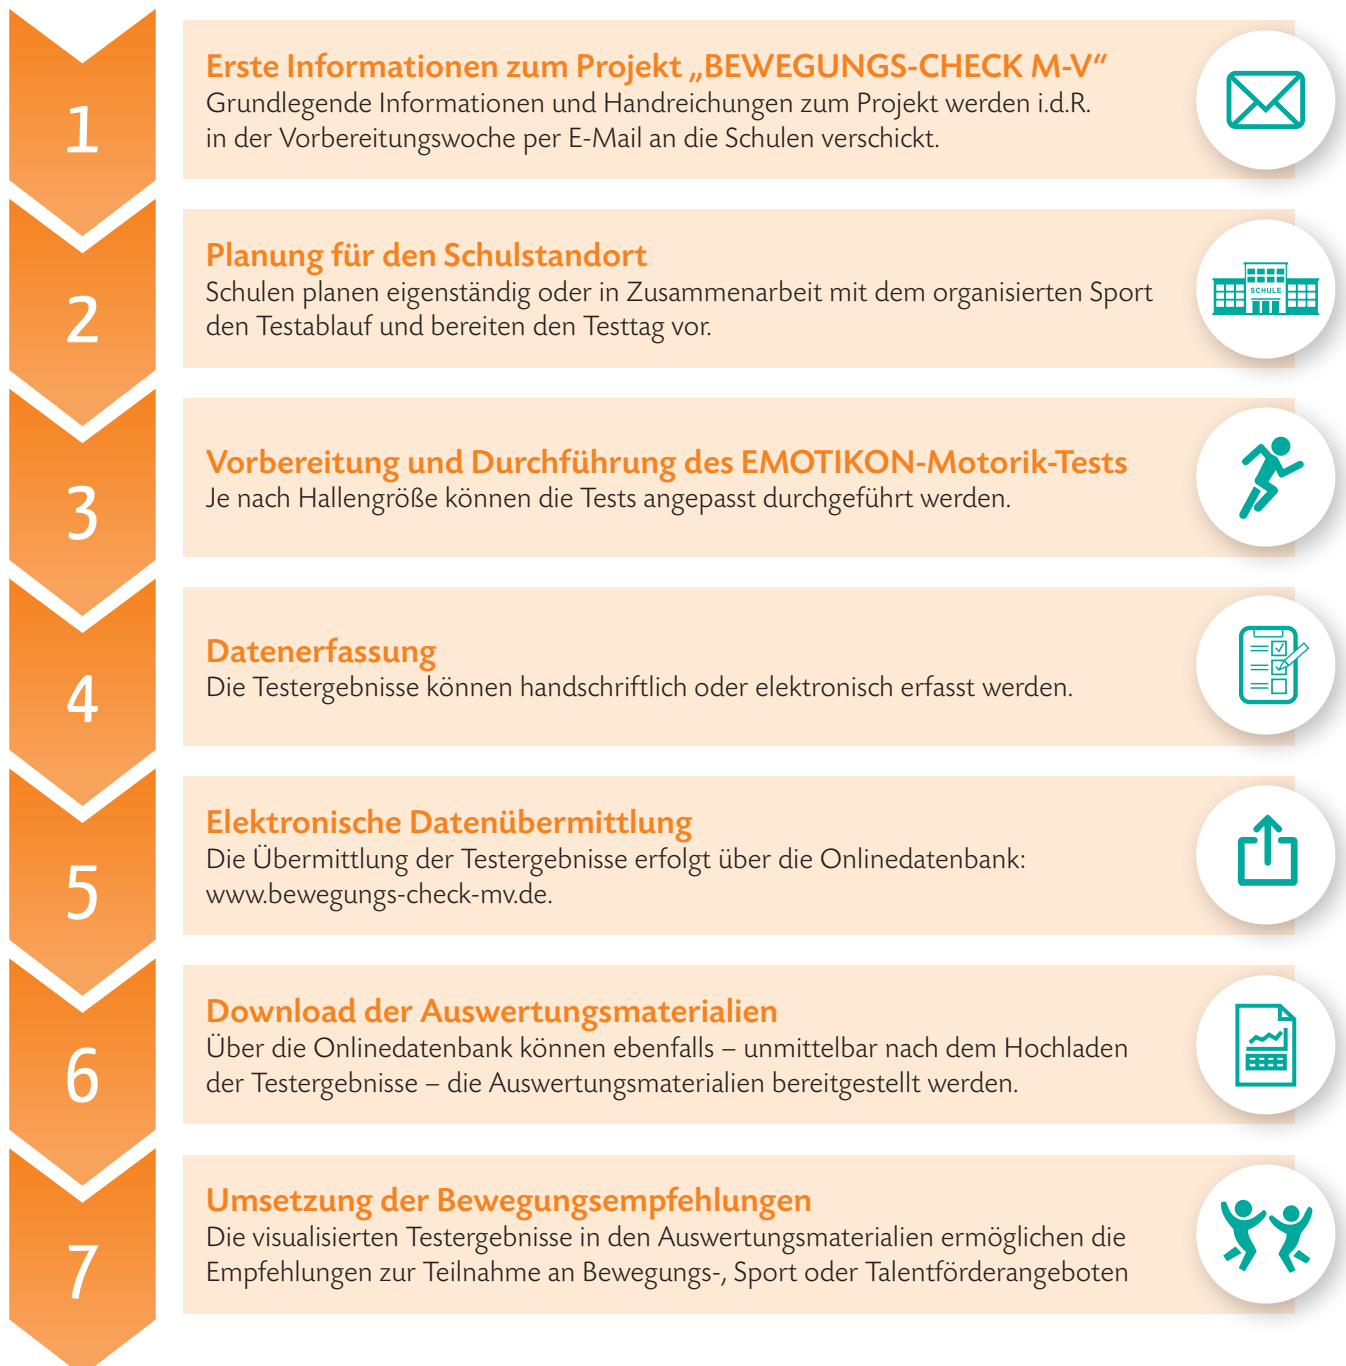 1
Erste Informationen zum Projekt „BEWEGUNGS-CHECK M-V“
Grundlegende Informationen und Handreichungen zum Projekt werden i.d.R.
in der Vorbereitungswoche per E-Mail an die Schulen verschickt.
2
Planung für den Schulstandort
Schulen planen eigenständig oder in Zusammenarbeit mit dem organisierten Sport
den Testablauf und bereiten den Testtag vor.
SCHULE
3
Vorbereitung und Durchführung des EMOTIKON-Motorik-Tests
Je nach Hallengröße können die Tests angepasst durchgeführt werden.
4
Datenerfassung
Die Testergebnisse können handschriftlich oder elektronisch erfasst werden.
5
Elektronische Datenübermittlung
Die Übermittlung der Testergebnisse erfolgt über die Onlinedatenbank:
www.bewegungs-check-mv.de.
6
Download der Auswertungsmaterialien
Über die Onlinedatenbank können ebenfalls – unmittelbar nach dem Hochladen
der Testergebnisse – die Auswertungsmaterialien bereitgestellt werden.
7
Umsetzung der Bewegungsempfehlungen
Die visualisierten Testergebnisse in den Auswertungsmaterialien ermöglichen die
Empfehlungen zur Teilnahme an Bewegungs-, Sport oder Talentförderangeboten